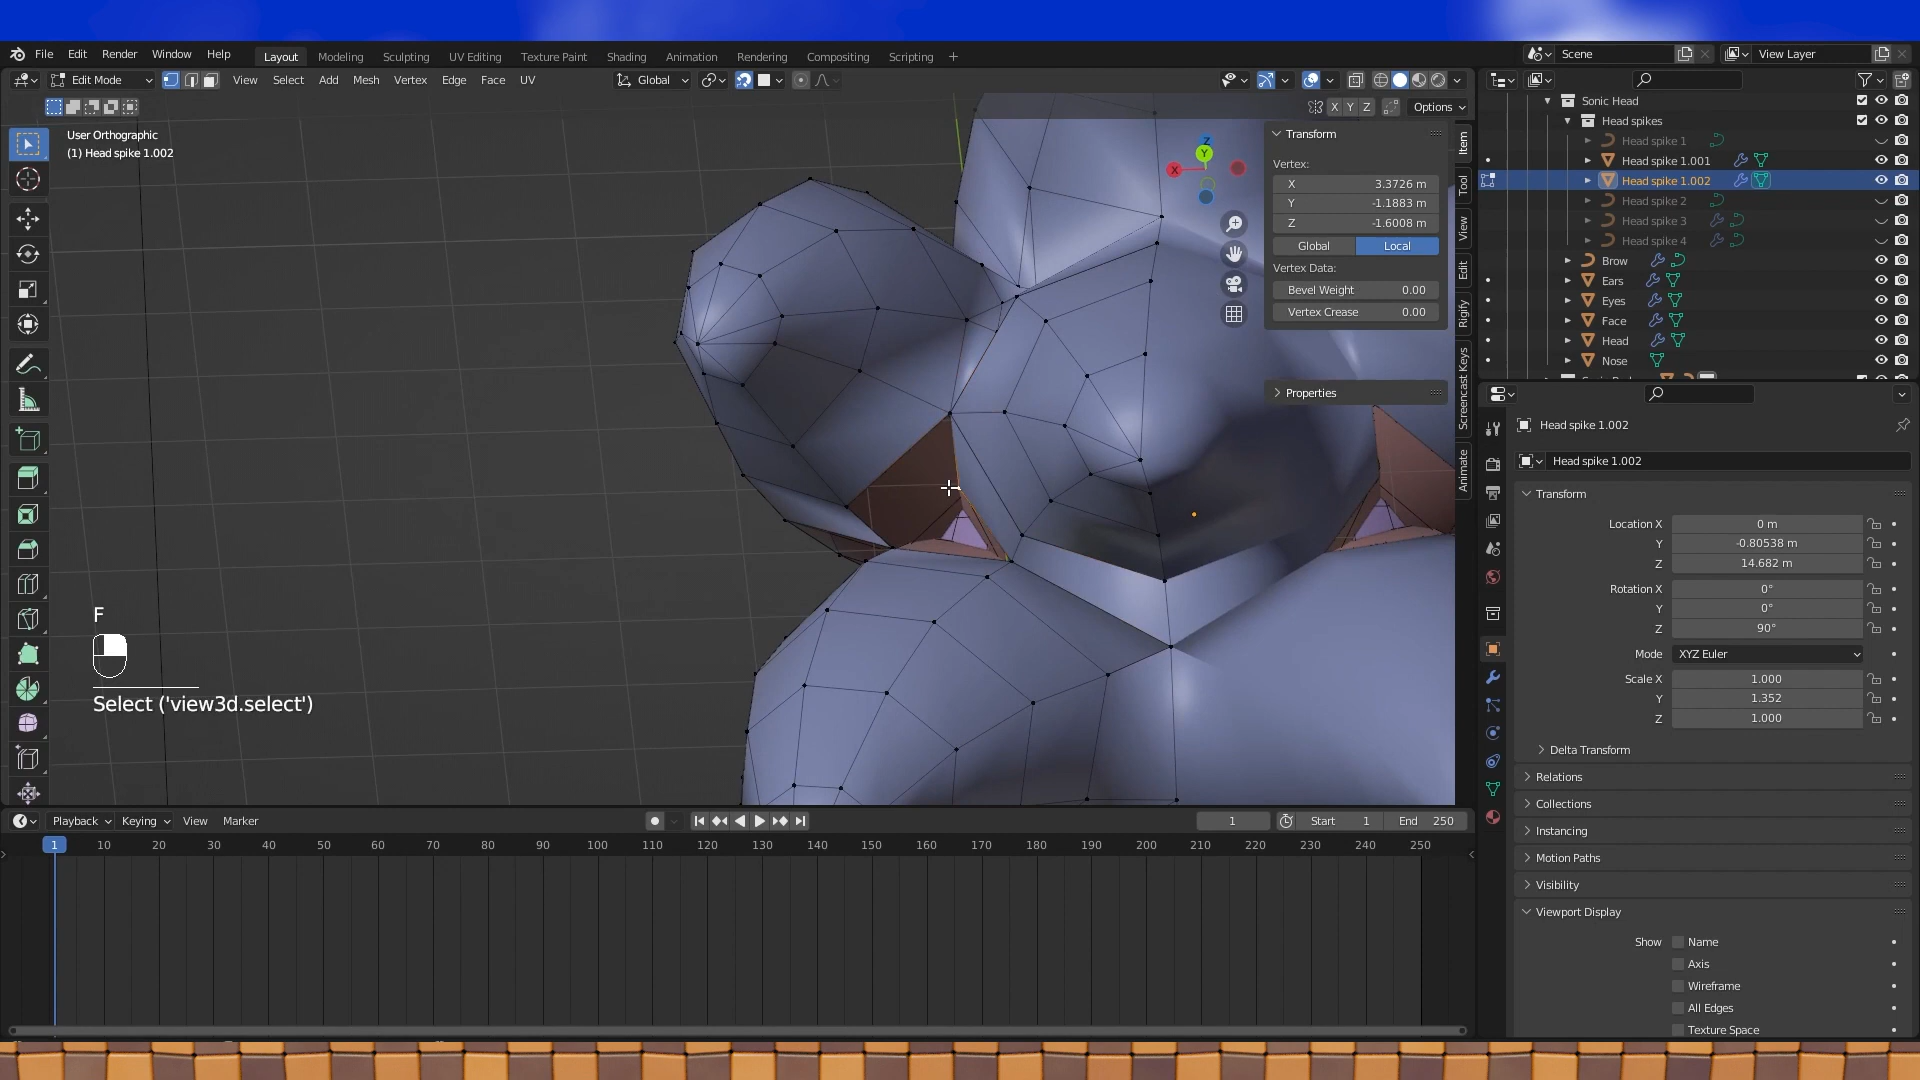 File Edit Render Window Help Layout Modeling Sculpting UV Editing Texture Paint Shading Animation Rendering Compositing Scripting + Scene View Layer
Edit Mode View Select Add Mesh Vertex Edge Face UV Global
X Y Z Options
User Orthographic
(1) Head spike 1.002
Transform
Vertex:
X 3.3726 m
Y -1.1883 m
Z -1.6008 m
Global Local
Vertex Data:
Bevel Weight 0.00
Vertex Crease 0.00
Properties
Z
Y
X
Item
Tool
View
Edit
Rigify
Screencast Keys
Animate
F
Select ('view3d.select')
Sonic Head
Head spikes
Head spike 1
Head spike 1.001
Head spike 1.002
Head spike 2
Head spike 3
Head spike 4
Brow
Ears
Eyes
Face
Head
Nose
Head spike 1.002
Head spike 1.002
Transform
Location X 0 m
Y -0.80538 m
Z 14.682 m
Rotation X 0°
Y 0°
Z 90°
Mode XYZ Euler
Scale X 1.000
Y 1.352
Z 1.000
Delta Transform
Relations
Collections
Instancing
Motion Paths
Visibility
Viewport Display
Show Name
Axis
Wireframe
All Edges
Texture Space
Playback Keying View Marker 1 Start 1 End 250
1 10 20 30 40 50 60 70 80 90 100 110 120 130 140 150 160 170 180 190 200 210 220 230 240 250